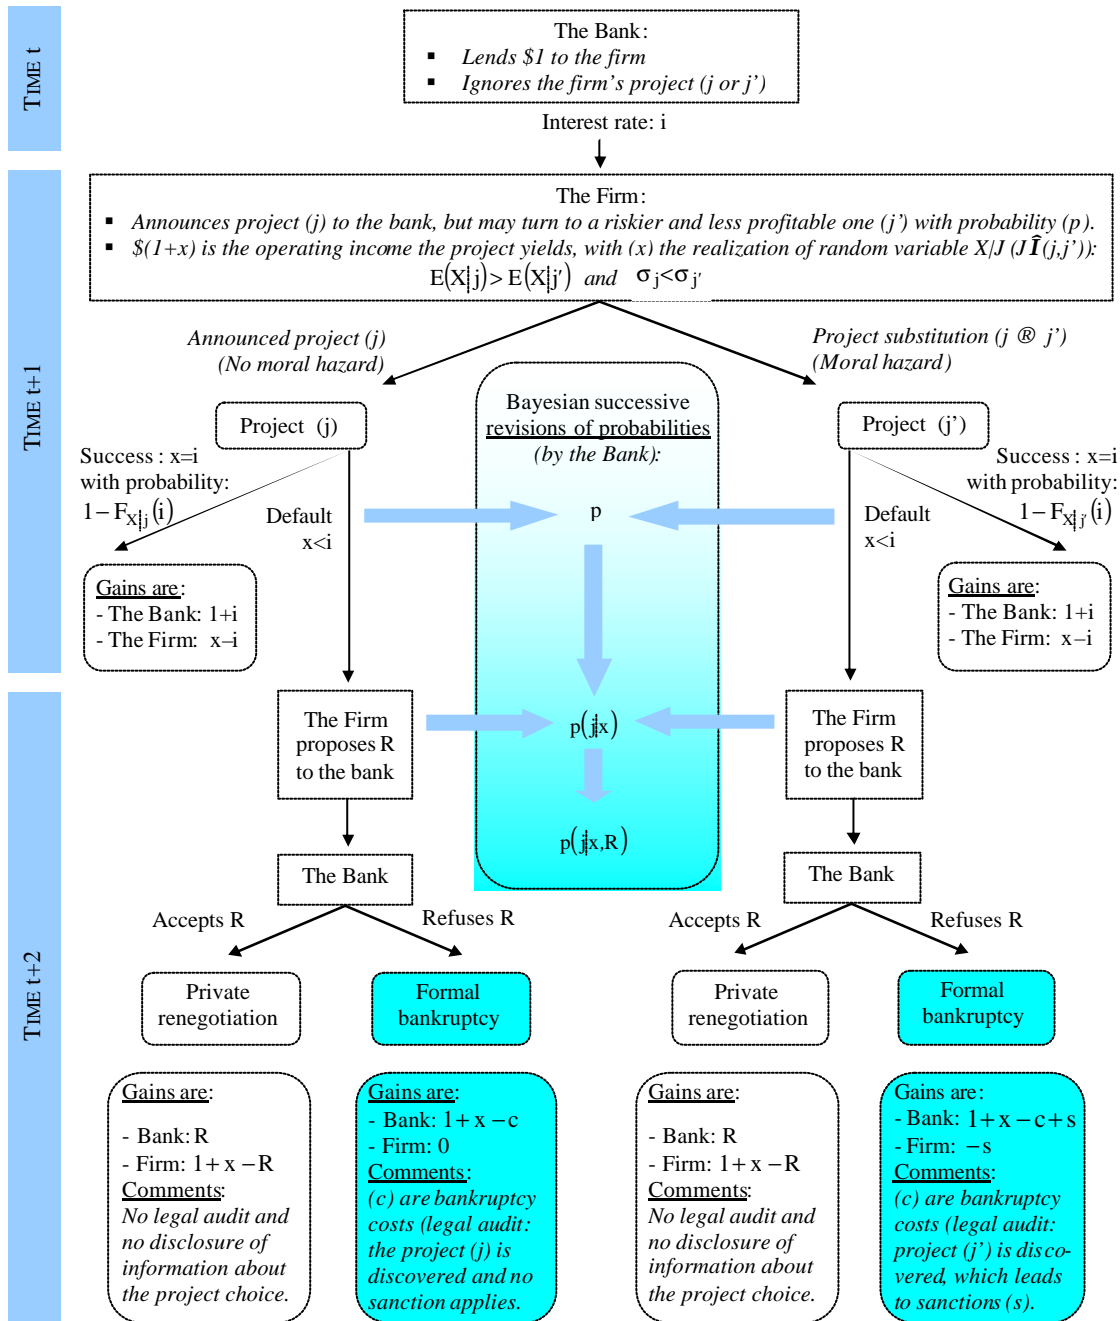 TIME t
The Bank:
▪ Lends $1 to the firm
▪ Ignores the firm's project (j or j')
Interest rate: i
TIME t+1
The Firm:
▪ Announces project (j) to the bank, but may turn to a riskier and less profitable one (j') with probability (p).
▪ $(1+x) is the operating income the project yields, with (x) the realization of random variable X/J (J Î (j,j')):
E(X|j) > E(X|j') and σj<σj'
Announced project (j)
(No moral hazard)
Project substitution (j ® j')
(Moral hazard)
Project (j)
Success : x=i
with probability:
1 − F X|j (i)
Default
x<i
Gains are:
- The Bank: 1+i
- The Firm: x–i
Bayesian successive
revisions of probabilities
(by the Bank):
p
p(j|x)
p(j|x,R)
Project (j')
Success : x=i
with probability:
1 − F X|j' (i)
Default
x<i
Gains are:
- The Bank: 1+i
- The Firm: x–i
TIME t+2
The Firm
proposes R
to the bank
The Bank
Accepts R
Refuses R
Private
renegotiation
Formal
bankruptcy
Gains are:
- Bank: R
- Firm: 1+ x − R
Comments:
No legal audit and
no disclosure of
information about
the project choice.
Gains are:
- Bank: 1+ x − c
- Firm: 0
Comments:
(c) are bankruptcy
costs (legal audit:
the project (j) is
discovered and no
sanction applies.
The Firm
proposes R
to the bank
The Bank
Accepts R
Refuses R
Private
renegotiation
Formal
bankruptcy
Gains are:
- Bank: R
- Firm: 1+ x − R
Comments:
No legal audit and
no disclosure of
information about
the project choice.
Gains are:
- Bank: 1+ x − c + s
- Firm: −s
Comments:
(c) are bankruptcy
costs (legal audit:
project (j') is disco-
vered, which leads
to sanctions (s).